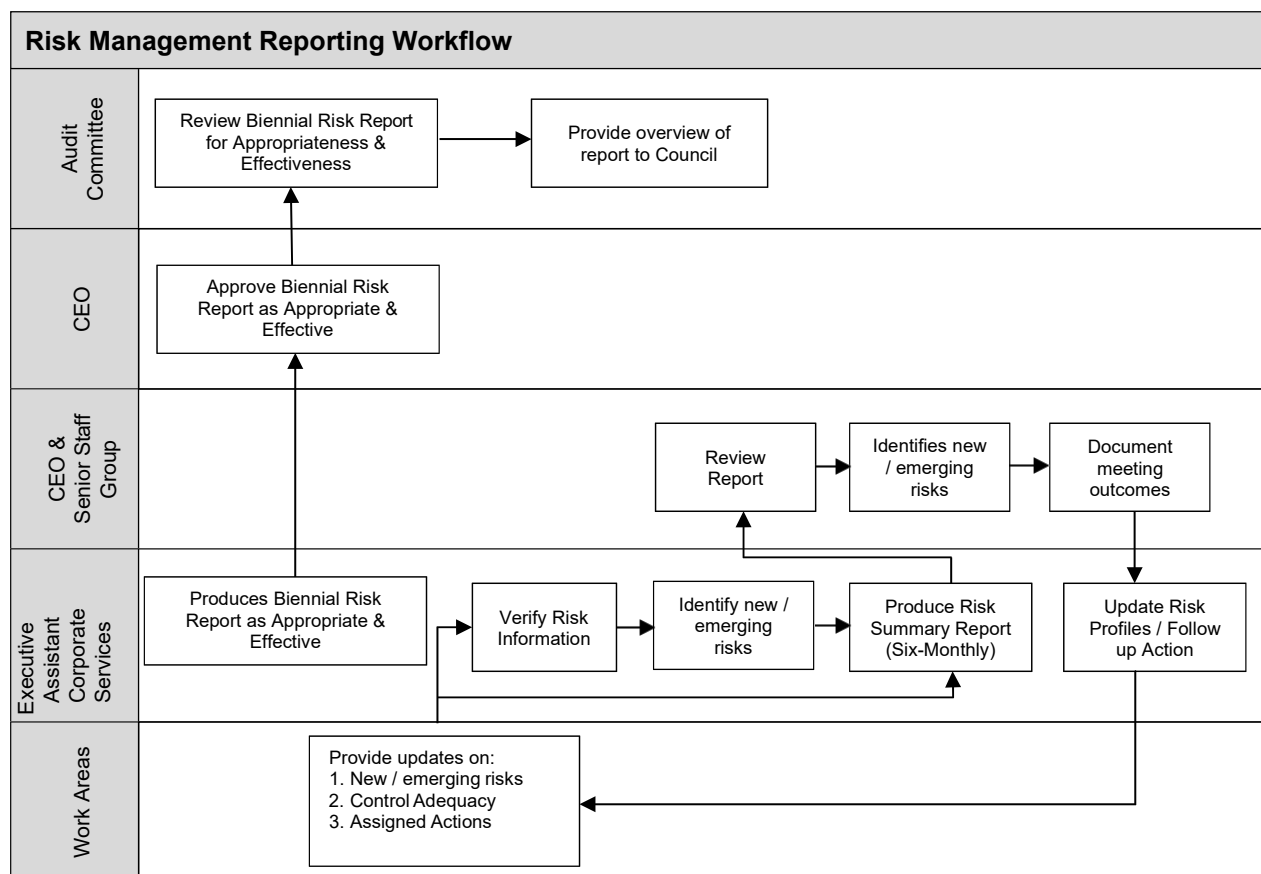 Risk Management Reporting Workflow
Audit
Committee
Review Biennial Risk Report
for Appropriateness &
Effectiveness
Provide overview of
report to Council
CEO
Approve Biennial Risk
Report as Appropriate &
Effective
CEO &
Senior Staff
Group
Review
Report
Identifies new
/ emerging
risks
Document
meeting
outcomes
Executive
Assistant
Corporate
Services
Produces Biennial Risk
Report as Appropriate &
Effective
Verify Risk
Information
Identify new /
emerging
risks
Produce Risk
Summary Report
(Six-Monthly)
Update Risk
Profiles / Follow
up Action
Work Areas
Provide updates on:
1. New / emerging risks
2. Control Adequacy
3. Assigned Actions